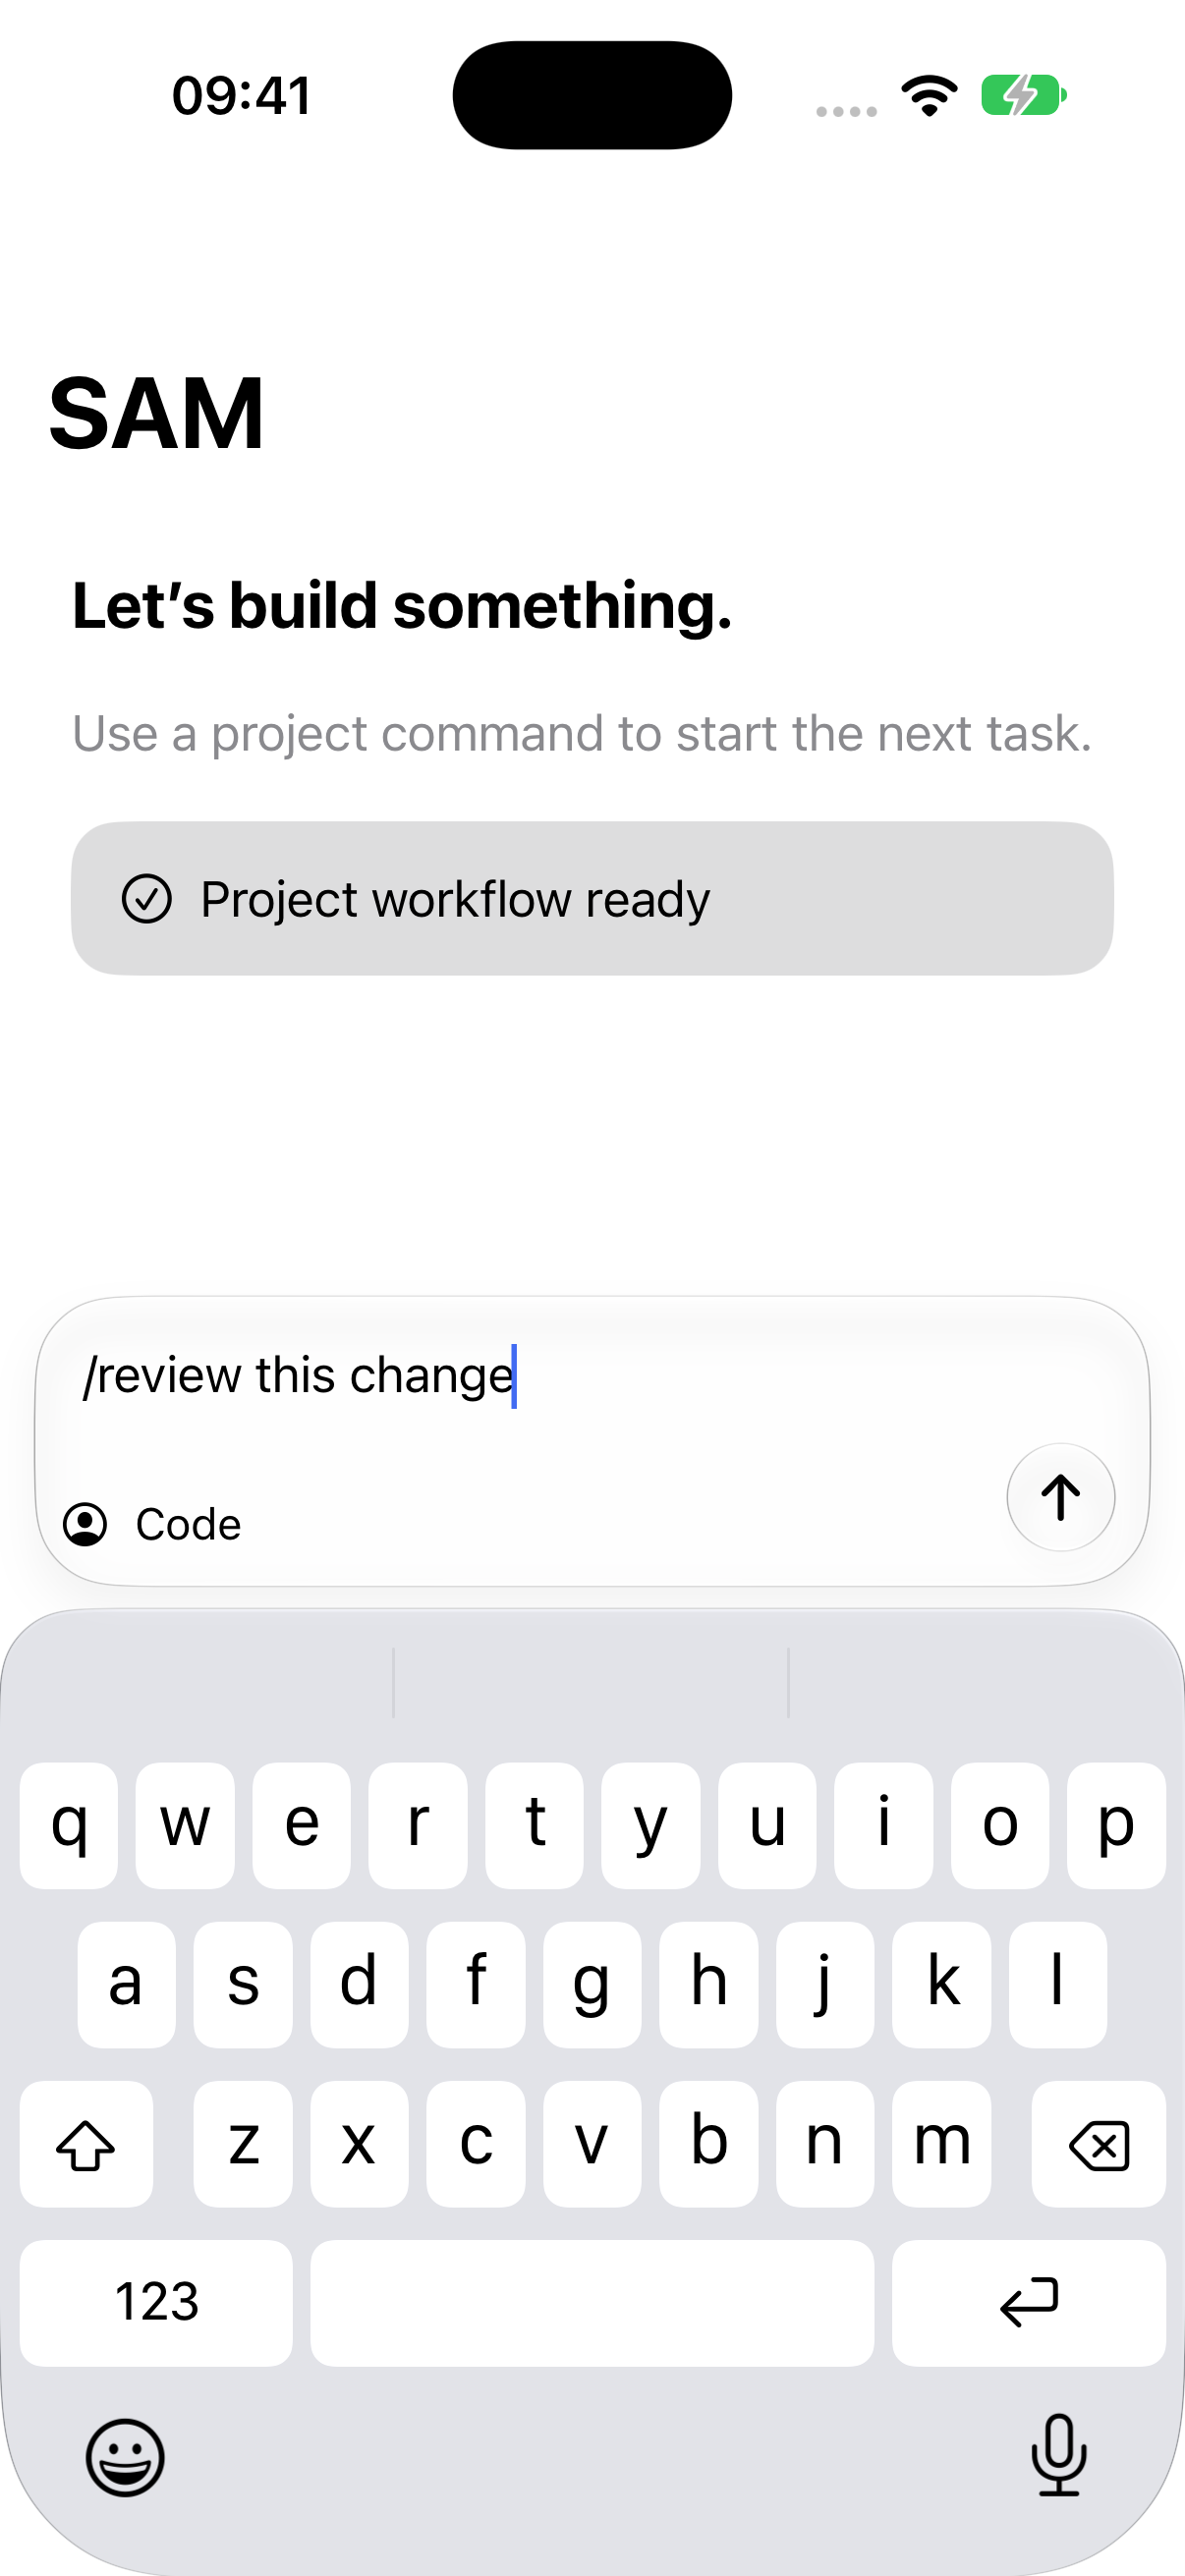 09:41
SAM
Let’s build something.
Use a project command to start the next task.
Project workflow ready
/review this change
Code
q w e r t y u i o p
a s d f g h j k l
z x c v b n m
123